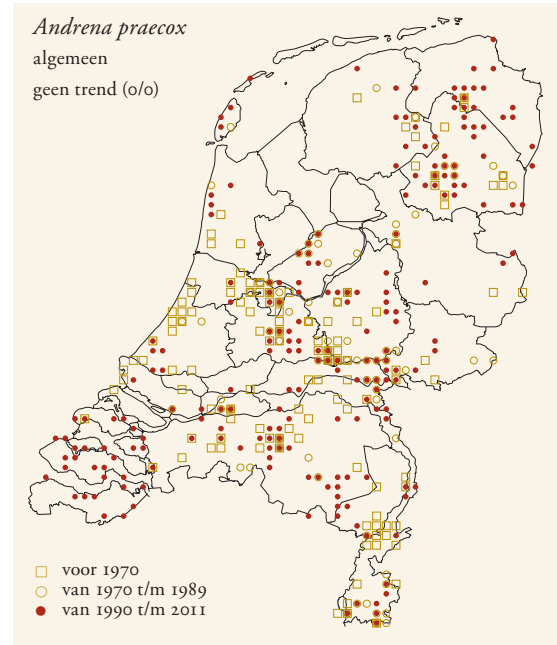 Andrena praecox
algemeen
geen trend (0/0)
voor 1970
van 1970 t/m 1989
van 1990 t/m 2011